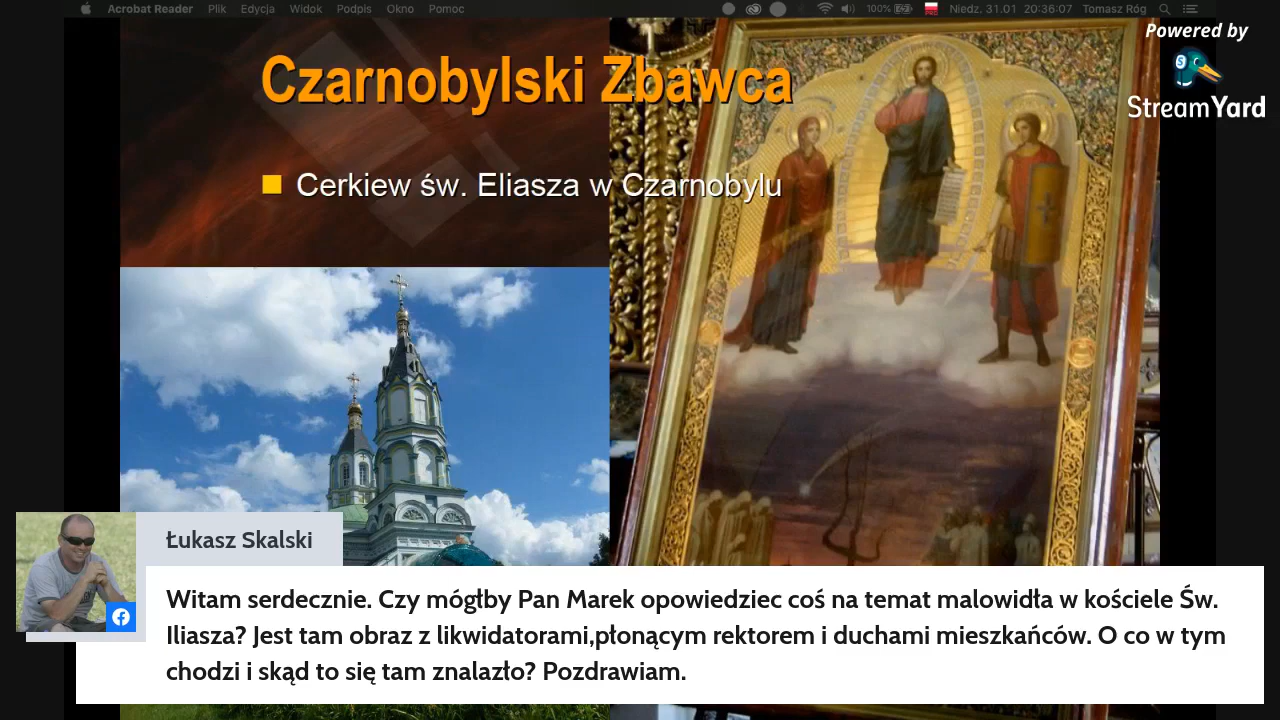 Acrobat Reader Plik Edycja Widok Podpis Okno Pomoc 100% Niedz. 31.01 20:36:07 Tomasz Róg
Powered by
StreamYard
Czarnobylski Zbawca
Cerkiew św. Eliasza w Czarnobylu
Łukasz Skalski
Witam serdecznie. Czy mógłby Pan Marek opowiedziec coś na temat malowidła w kościele Św.
Iliasza? Jest tam obraz z likwidatorami,płonącym rektorem i duchami mieszkańców. O co w tym
chodzi i skąd to się tam znalazło? Pozdrawiam.